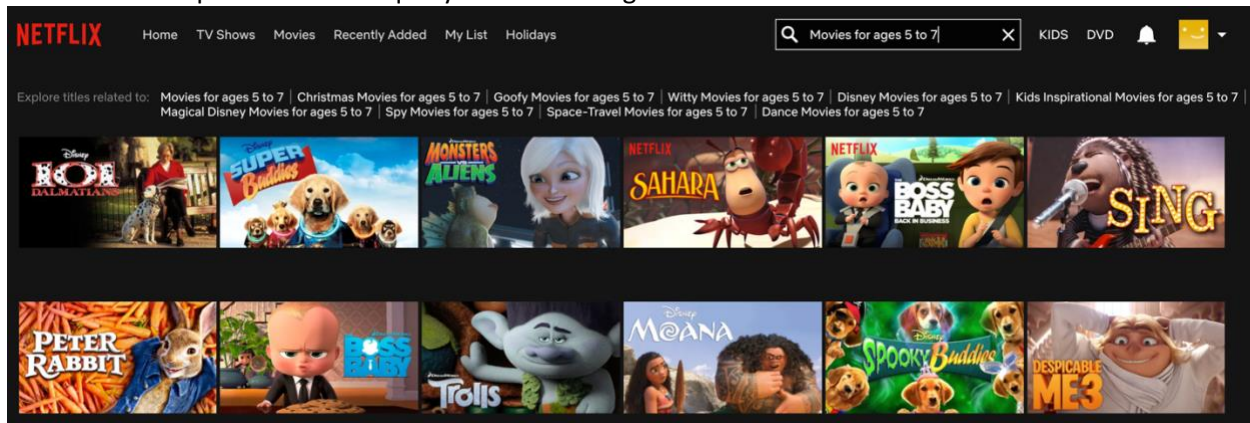 NETFLIX Home TV Shows Movies Recently Added My List Holidays Movies for ages 5 to 7 KIDS DVD
Explore titles related to: Movies for ages 5 to 7 | Christmas Movies for ages 5 to 7 | Goofy Movies for ages 5 to 7 | Witty Movies for ages 5 to 7 | Disney Movies for ages 5 to 7 | Kids Inspirational Movies for ages 5 to 7 |
Magical Disney Movies for ages 5 to 7 | Spy Movies for ages 5 to 7 | Space-Travel Movies for ages 5 to 7 | Dance Movies for ages 5 to 7
Disney
101
DALMATIANS
Disney
SUPER
Buddies
MONSTERS
VS
ALIENS
NETFLIX
SAHARA
NETFLIX
THE
BOSS
BABY
BACK IN BUSINESS
SING
PETER
RABBIT
BOSS
BABY
Trolls
Disney
MOANA
Disney
SPOOKY Buddies
DESPICABLE
ME3